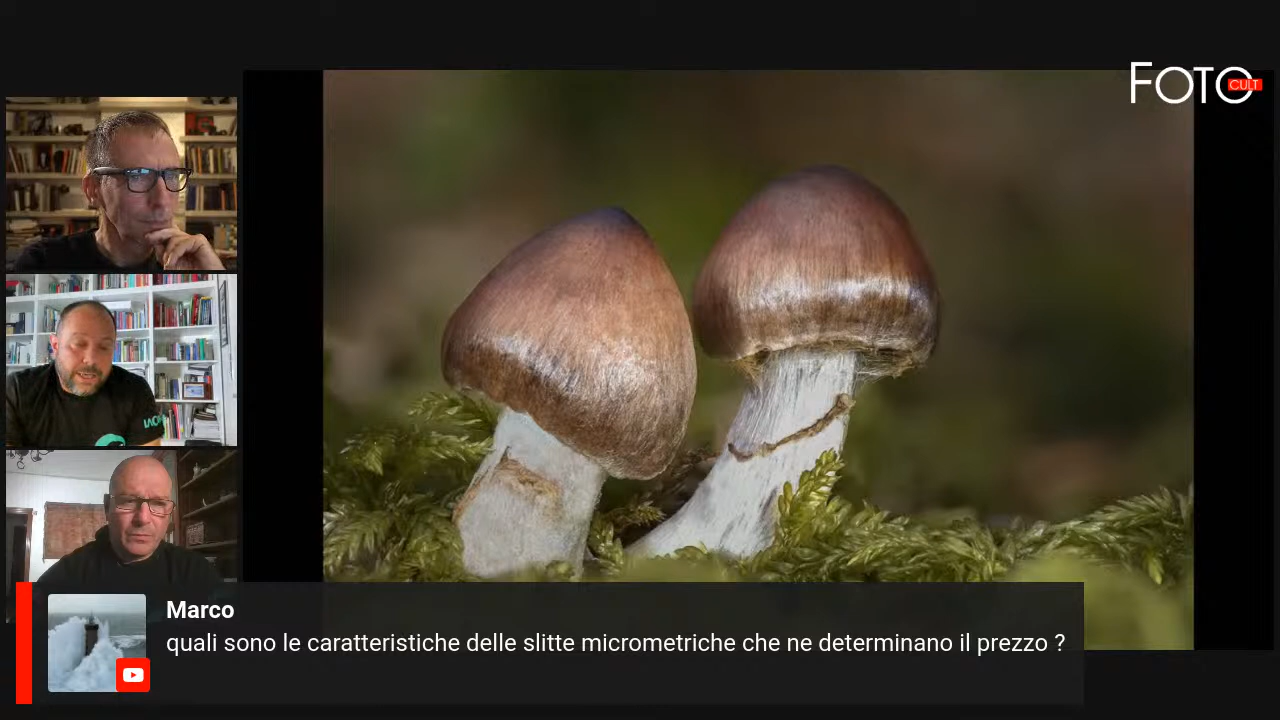 FOTO
CULT
Marco
quali sono le caratteristiche delle slitte micrometriche che ne determinano il prezzo ?